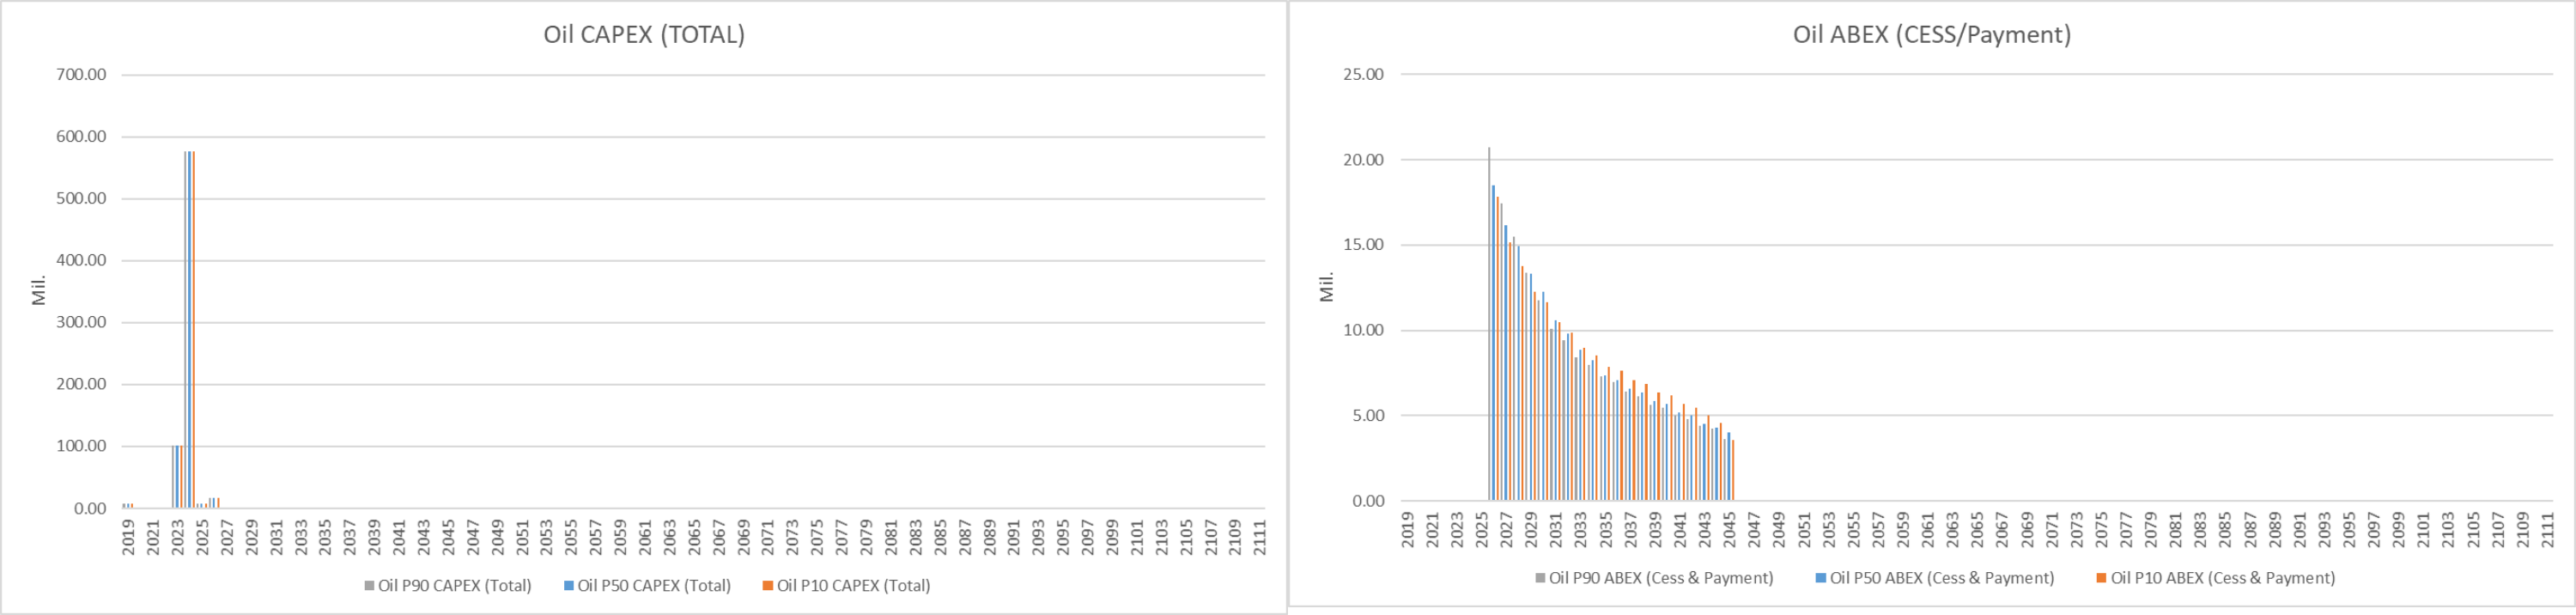 Oil CAPEX (TOTAL)
700.00
600.00
500.00
400.00
300.00
200.00
100.00
0.00
Mil.
2019 2021 2023 2025 2027 2029 2031 2033 2035 2037 2039 2041 2043 2045 2047 2049 2051 2053 2055 2057 2059 2061 2063 2065 2067 2069 2071 2073 2075 2077 2079 2081 2083 2085 2087 2089 2091 2093 2095 2097 2099 2101 2103 2105 2107 2109 2111
Oil P90 CAPEX (Total) Oil P50 CAPEX (Total) Oil P10 CAPEX (Total)
Oil ABEX (CESS/Payment)
25.00
20.00
15.00
10.00
5.00
0.00
Mil.
2019 2021 2023 2025 2027 2029 2031 2033 2035 2037 2039 2041 2043 2045 2047 2049 2051 2053 2055 2057 2059 2061 2063 2065 2067 2069 2071 2073 2075 2077 2079 2081 2083 2085 2087 2089 2091 2093 2095 2097 2099 2101 2103 2105 2107 2109 2111
Oil P90 ABEX (Cess & Payment) Oil P50 ABEX (Cess & Payment) Oil P10 ABEX (Cess & Payment)